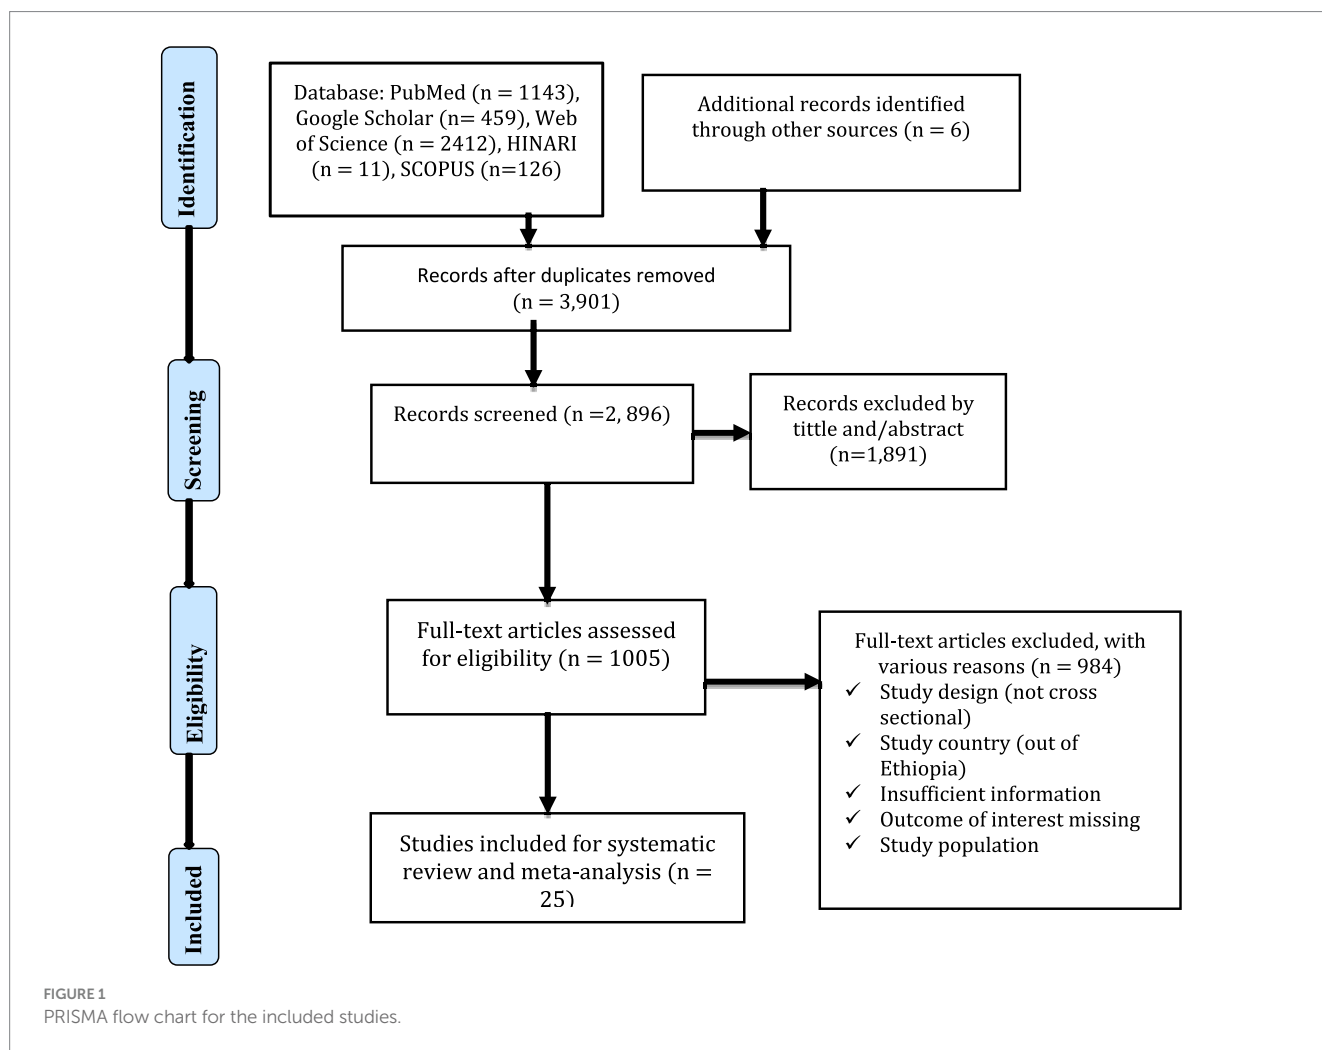 Identification
Database: PubMed (n = 1143),
Google Scholar (n= 459), Web
of Science (n = 2412), HINARI
(n = 11), SCOPUS (n=126)
Additional records identified
through other sources (n = 6)
Records after duplicates removed
(n = 3,901)
Screening
Records screened (n =2, 896)
Records excluded by
tittle and/abstract
(n=1,891)
Eligibility
Full-text articles assessed
for eligibility (n = 1005)
Full-text articles excluded, with
various reasons (n = 984)
✓ Study design (not cross
sectional)
✓ Study country (out of
Ethiopia)
✓ Insufficient information
✓ Outcome of interest missing
✓ Study population
Included
Studies included for systematic
review and meta-analysis (n =
25)
FIGURE 1
PRISMA flow chart for the included studies.